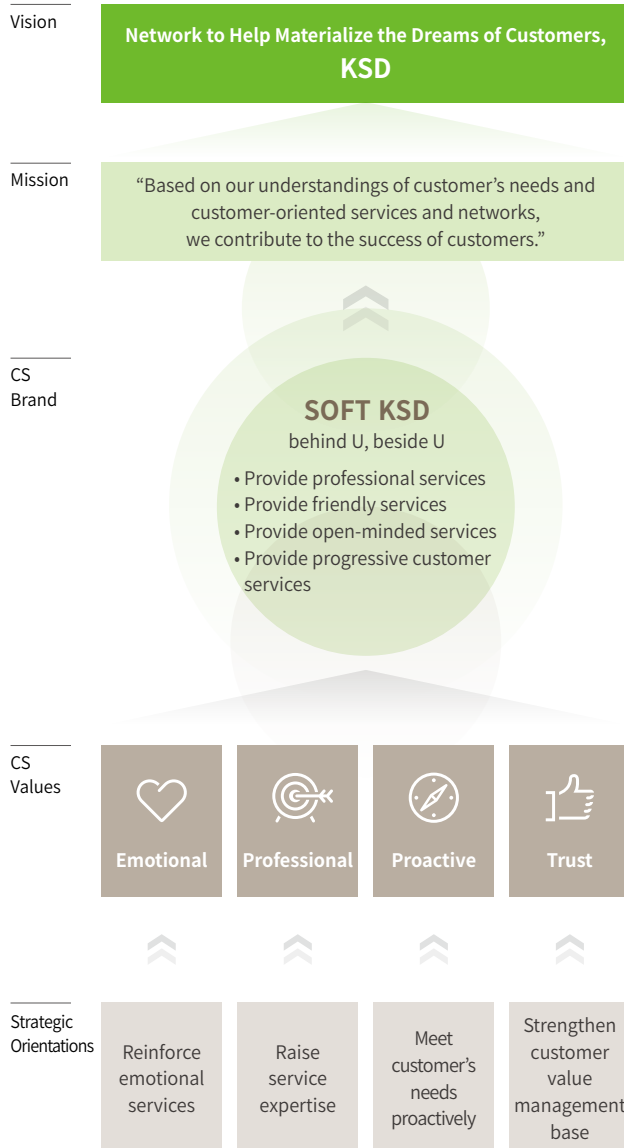 Vision
Network to Help Materialize the Dreams of Customers,
KSD
Mission
“Based on our understandings of customer’s needs and
customer-oriented services and networks,
we contribute to the success of customers.”
CS
Brand
SOFT KSD
behind U, beside U
• Provide professional services
• Provide friendly services
• Provide open-minded services
• Provide progressive customer
services
CS
Values
Emotional
Professional
Proactive
Trust
Strategic
Orientations
Reinforce
emotional
services
Raise
service
expertise
Meet
customer’s
needs
proactively
Strengthen
customer
value
management
base